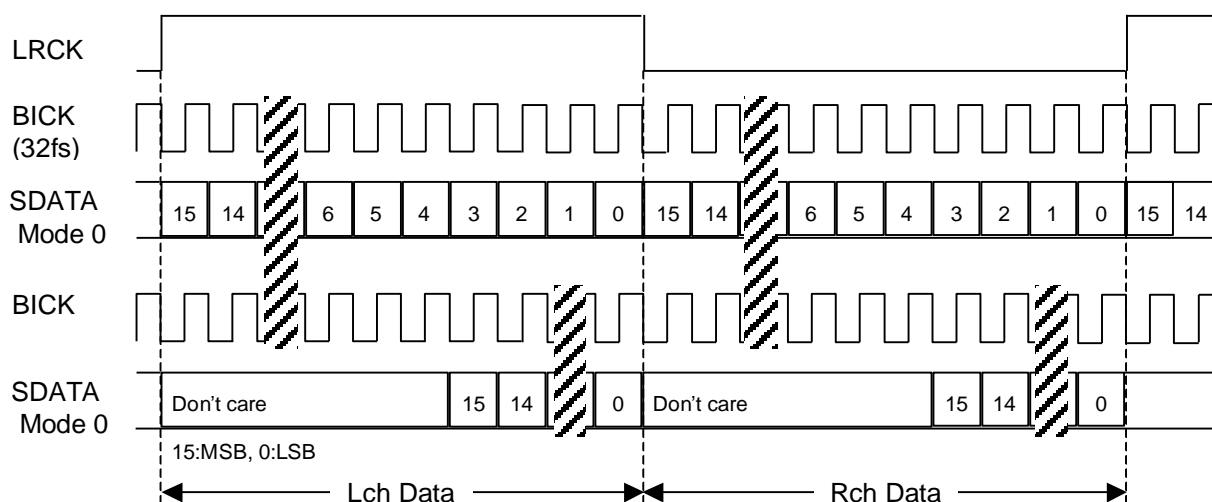 LRCK
BICK
(32fs)
SDATA
Mode 0
15 14 6 5 4 3 2 1 0 15 14 6 5 4 3 2 1 0 15 14
BICK
SDATA
Mode 0
Don't care 15 14 0 Don't care 15 14 0
15:MSB, 0:LSB
Lch Data Rch Data